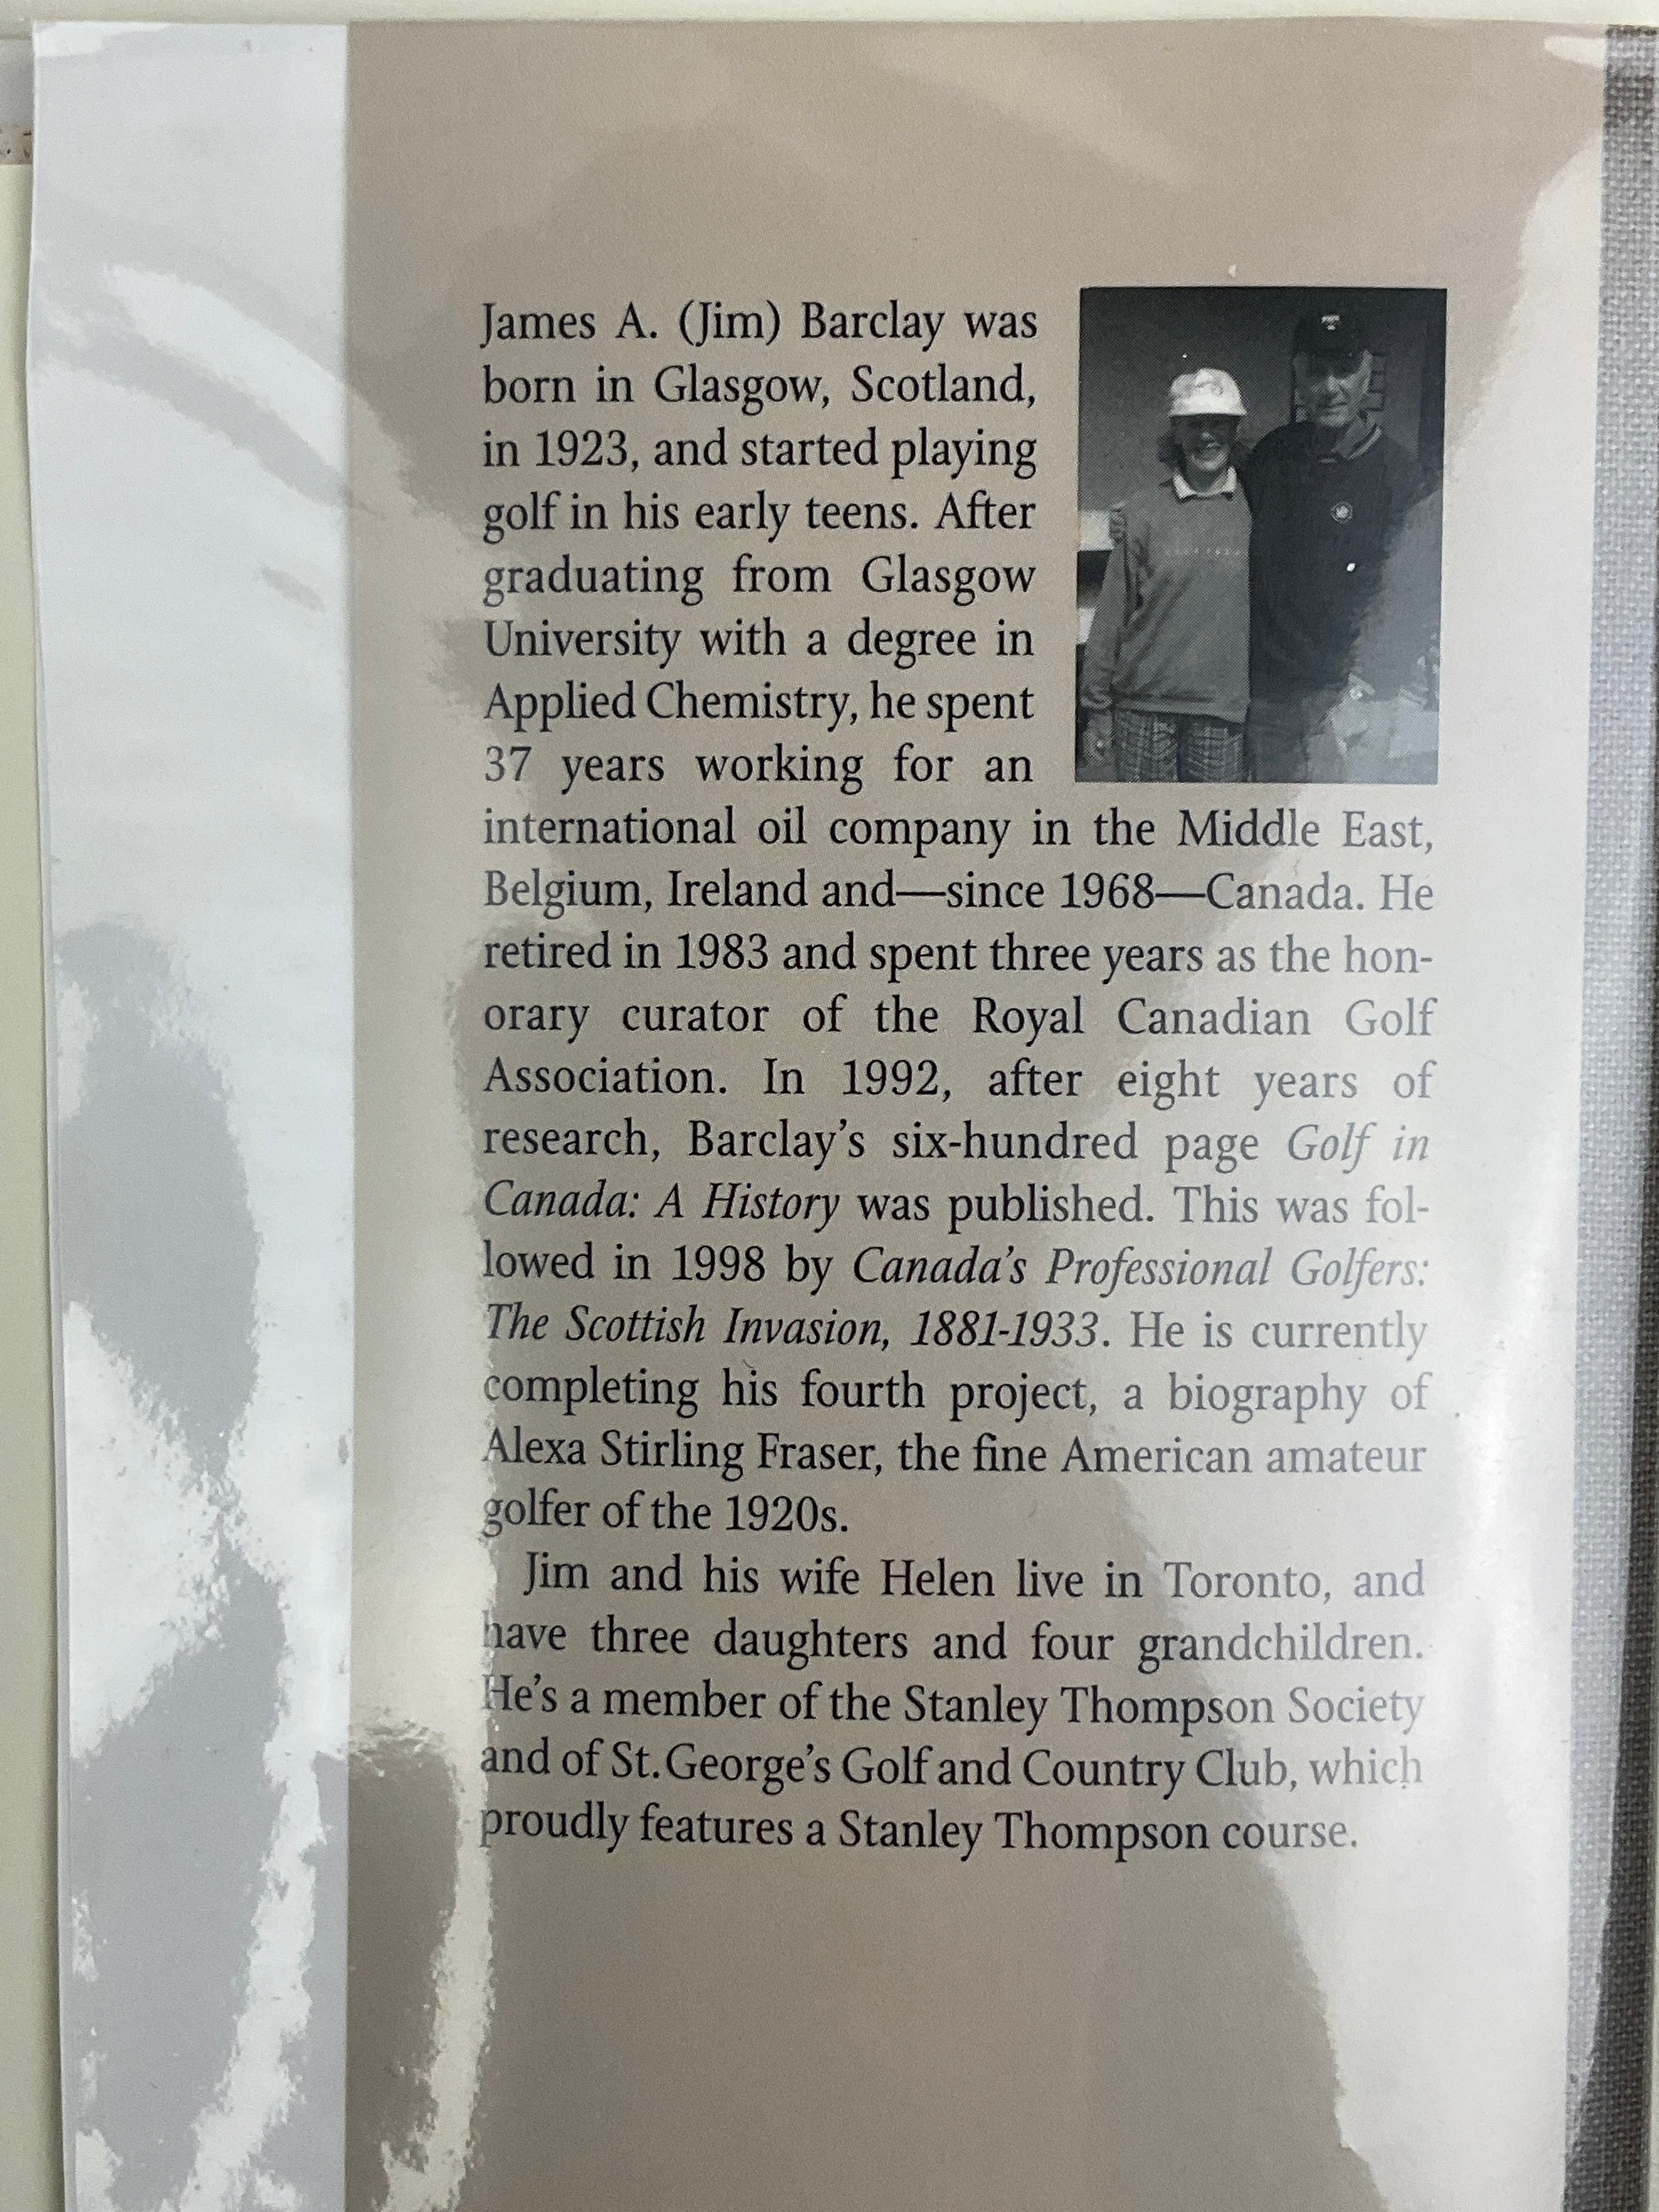 James A. (Jim) Barclay was
born in Glasgow, Scotland,
in 1923, and started playing
golf in his early teens. After
graduating from Glasgow
University with a degree in
Applied Chemistry, he spent
37 years working for an
international oil company in the Middle East,
Belgium, Ireland and—since 1968—Canada. He
retired in 1983 and spent three years as the hon-
orary curator of the Royal Canadian Golf
Association. In 1992, after eight years of
research, Barclay's six-hundred page Golf in
Canada: A History was published. This was fol-
lowed in 1998 by Canada's Professional Golfers:
The Scottish Invasion, 1881-1933. He is currently
completing his fourth project, a biography of
Alexa Stirling Fraser, the fine American amateur
golfer of the 1920s.
Jim and his wife Helen live in Toronto, and
have three daughters and four grandchildren.
He's a member of the Stanley Thompson Society
and of St. George's Golf and Country Club, which
proudly features a Stanley Thompson course.